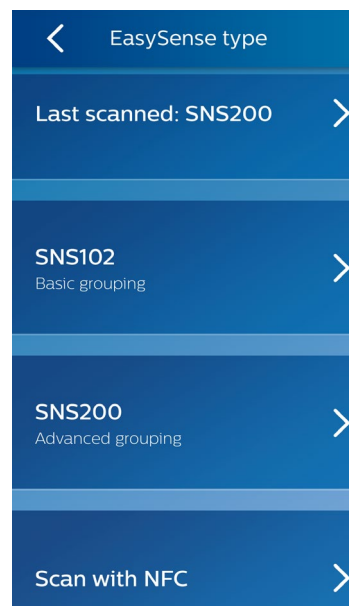 EasySense type
Last scanned: SNS200
SNS102
Basic grouping
SNS200
Advanced grouping
Scan with NFC